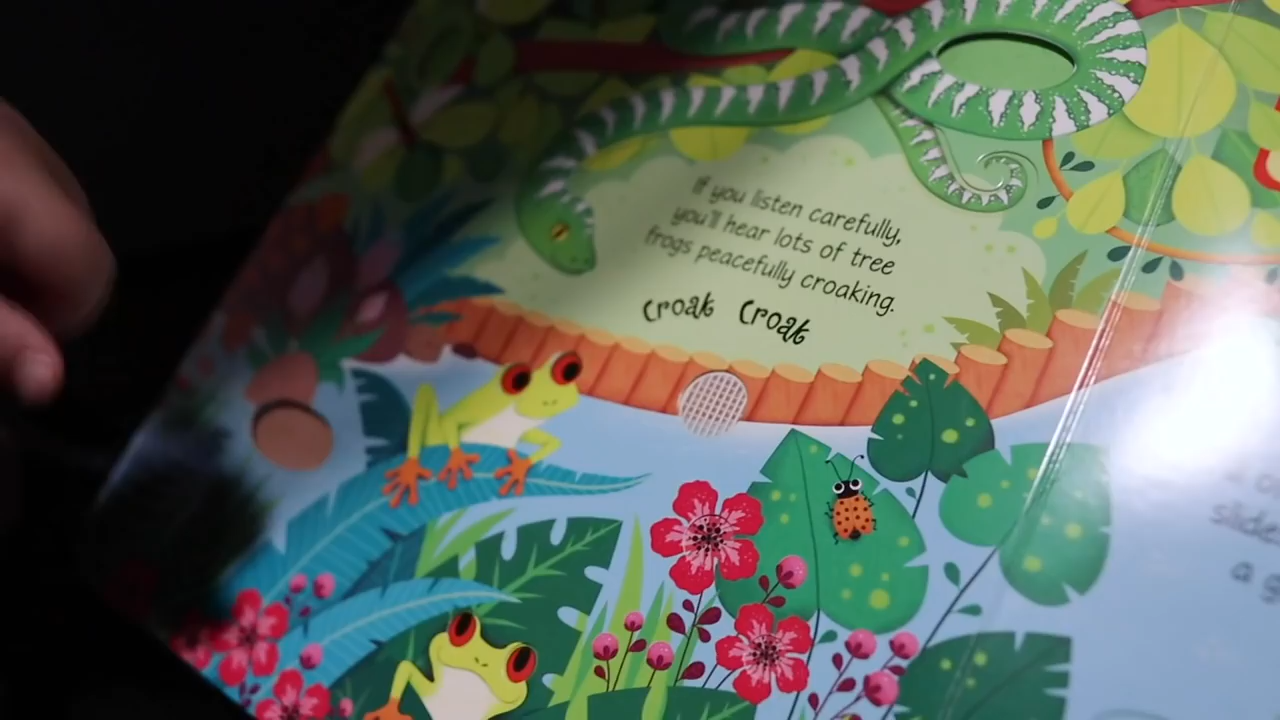 If you listen carefully,
you'll hear lots of tree
frogs peacefully croaking.
Croak Croak
a g